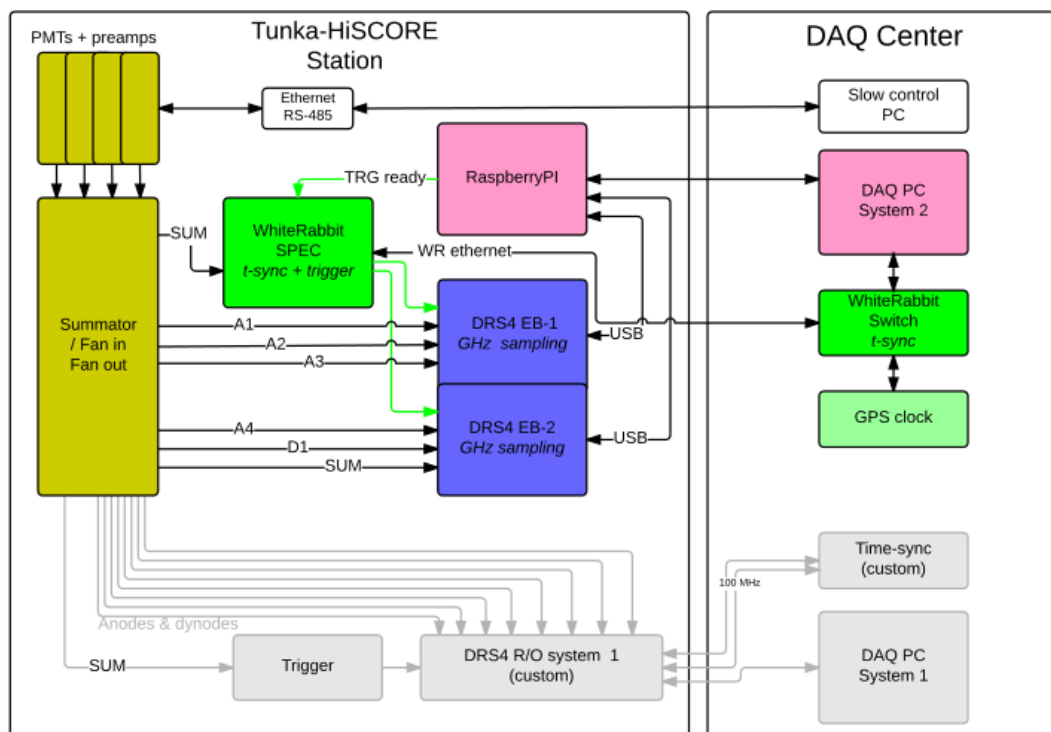 Tunka-HiSCORE
Station
DAQ Center
PMTs + preamps
Ethernet
RS-485
Slow control
PC
TRG ready
RaspberryPI
DAQ PC
System 2
SUM
WhiteRabbit
SPEC
t-sync + trigger
WR ethernet
WhiteRabbit
Switch
t-sync
Summator
/ Fan in
Fan out
A1
A2
A3
DRS4 EB-1
GHz sampling
USB
GPS clock
A4
D1
SUM
DRS4 EB-2
GHz sampling
USB
Time-sync
(custom)
100 MHz
Anodes & dynodes
SUM
Trigger
DRS4 R/O system 1
(custom)
DAQ PC
System 1